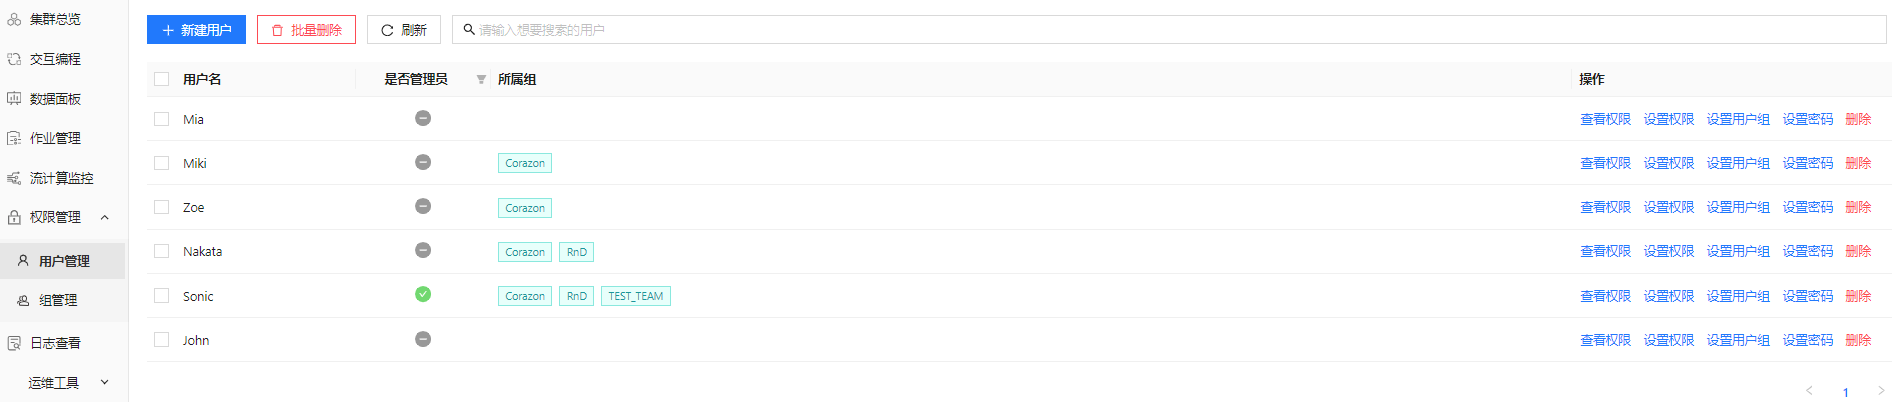 集群总览
交互编程
数据面板
作业管理
流计算监控
权限管理
用户管理
组管理
日志查看
运维工具
新建用户 批量删除 刷新 请输入想要搜索的用户
用户名 是否管理员 所属组 操作
Mia 查看权限 设置权限 设置用户组 设置密码 删除
Miki Corazon 查看权限 设置权限 设置用户组 设置密码 删除
Zoe Corazon 查看权限 设置权限 设置用户组 设置密码 删除
Nakata Corazon RnD 查看权限 设置权限 设置用户组 设置密码 删除
Sonic Corazon RnD TEST_TEAM 查看权限 设置权限 设置用户组 设置密码 删除
John 查看权限 设置权限 设置用户组 设置密码 删除
1